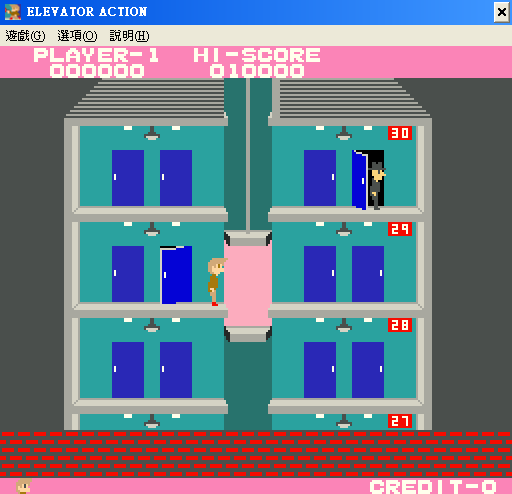 ELEVATOR ACTION
遊戲(G) 選項(O) 說明(H)
PLAYER-1 HI-SCORE
000000 010000
30
29
28
27
CREDIT-0